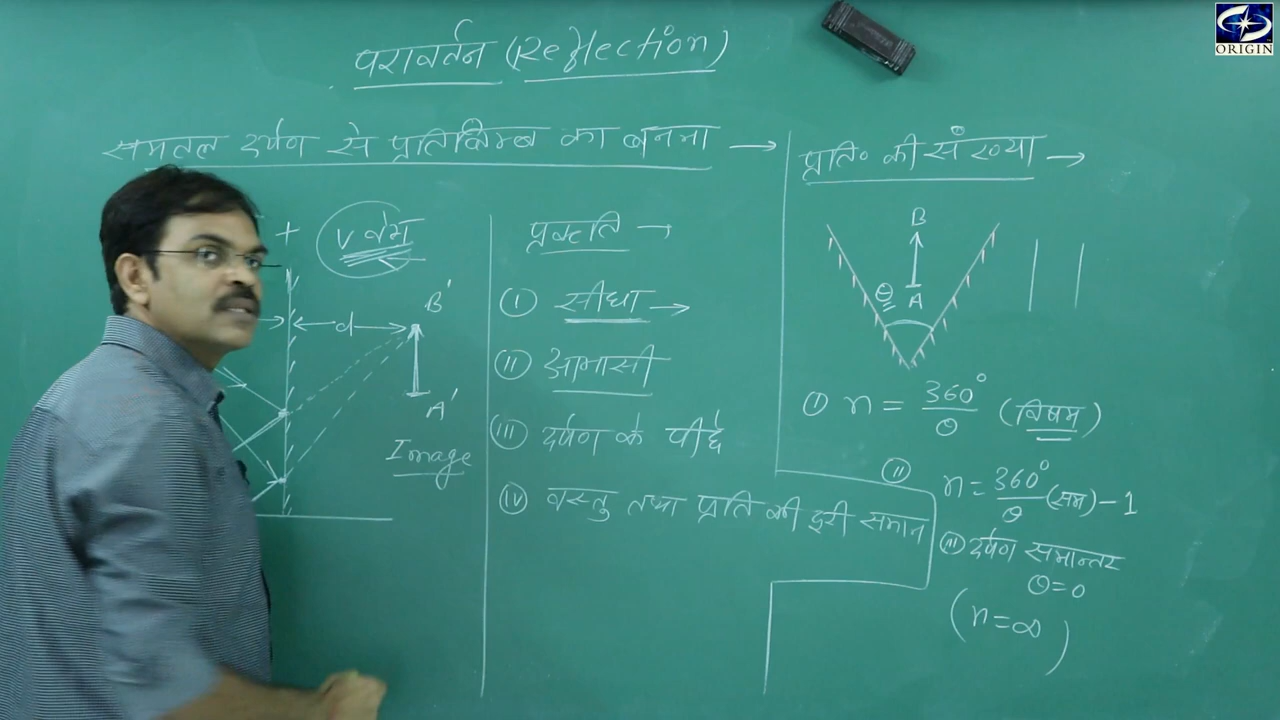 परावर्तन (Reflection)
समतल दर्पण से प्रतिबिम्ब का बनना →
+ v वेग
d
B'
A'
Image
प्रकृति →
(I) सीधा →
(II) आभासी
(III) दर्पण के पीछे
(IV) वस्तु तथा प्रति की दूरी समान
प्रति० की संख्या →
B
A
θ
(I) n = 360°/θ (विषम)
(II) n = 360°/θ (सम) - 1
(III) दर्पण समान्तर
θ=0
(n=∞)
ORIGIN